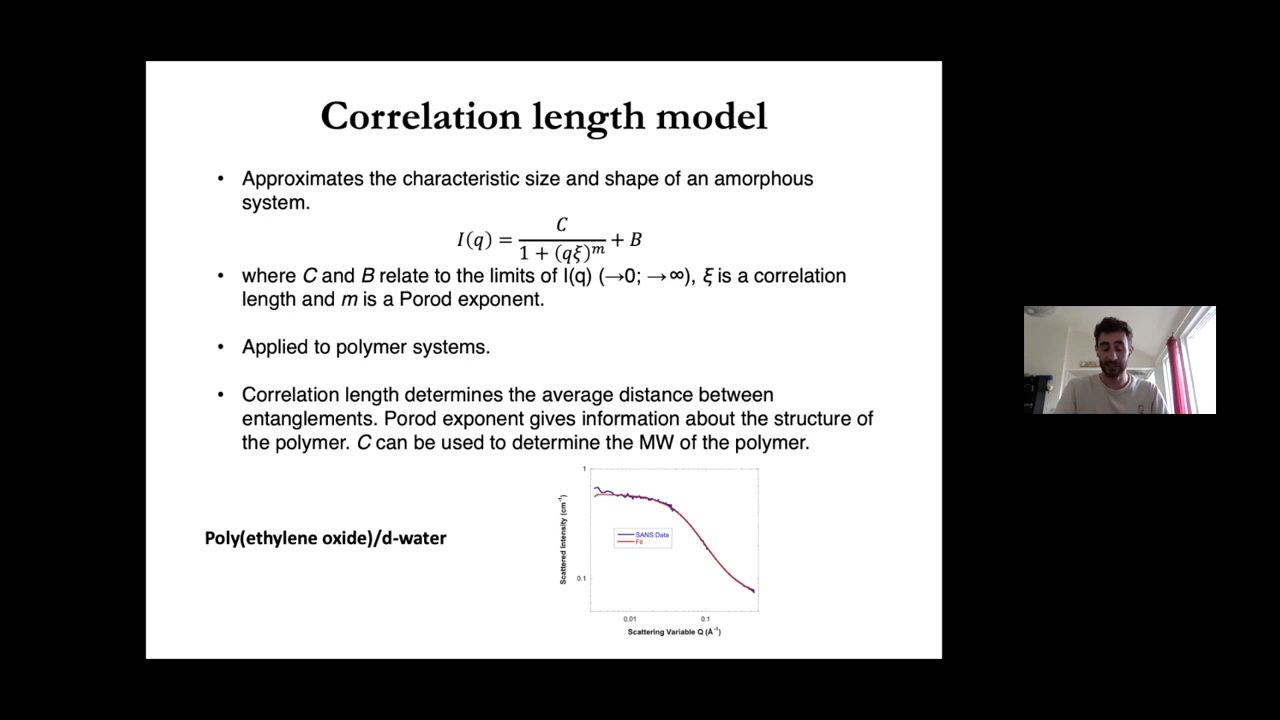 Correlation length model
• Approximates the characteristic size and shape of an amorphous
system.
I(q) = C / (1 + (qξ)^m) + B
• where C and B relate to the limits of I(q) (→0; →∞), ξ is a correlation
length and m is a Porod exponent.
• Applied to polymer systems.
• Correlation length determines the average distance between
entanglements. Porod exponent gives information about the structure of
the polymer. C can be used to determine the MW of the polymer.
Poly(ethylene oxide)/d-water
Scattered Intensity (cm⁻¹)
1
0.1
SANS Data
Fit
0.01 0.1
Scattering Variable Q (Å⁻¹)